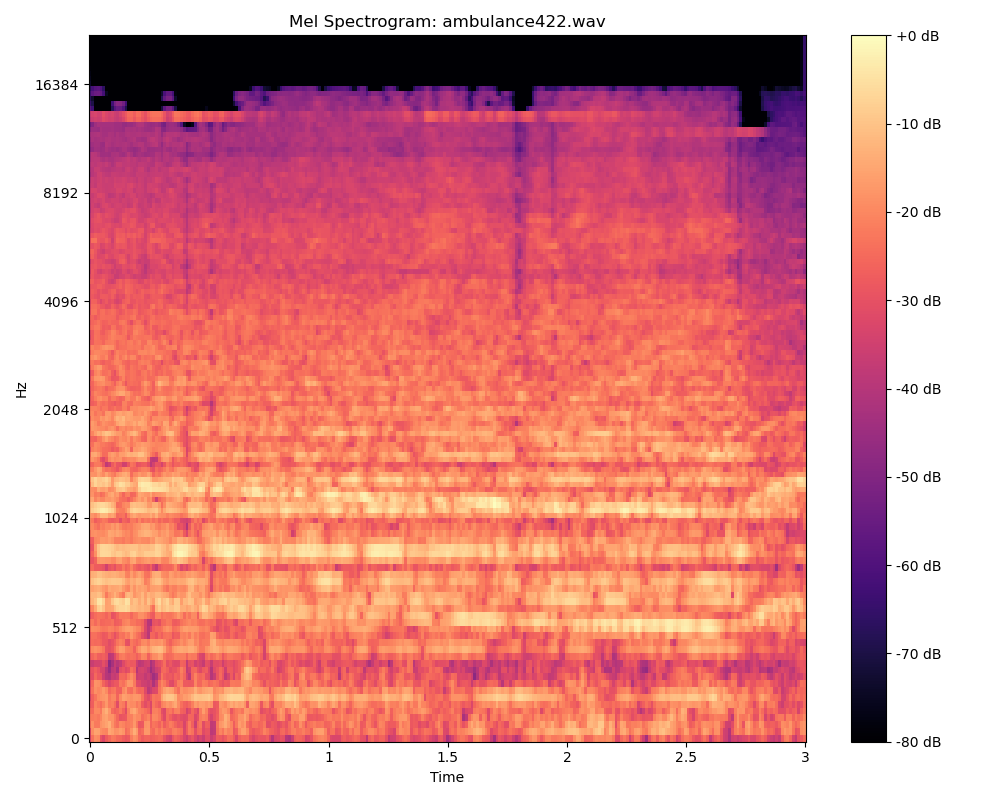 Mel Spectrogram: ambulance422.wav
16384
8192
4096
2048
1024
512
0
Hz
0
0.5
1
1.5
2
2.5
3
Time
+0 dB
-10 dB
-20 dB
-30 dB
-40 dB
-50 dB
-60 dB
-70 dB
-80 dB